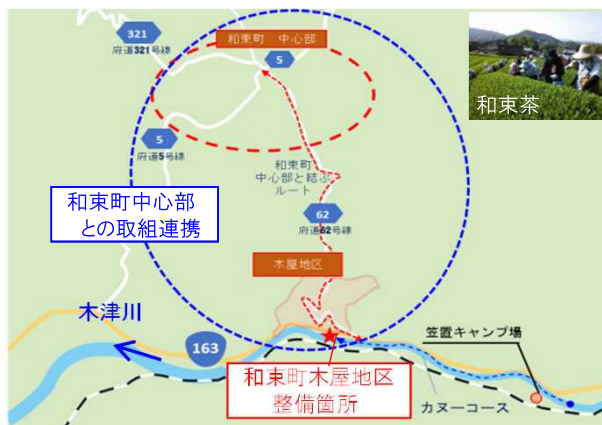 321
府道321号線
和束町　中心部
5
和束茶
5
府道5号線
和束町
中心部と結ぶ
ルート
和束町中心部
との取組連携
62
府道62号線
木屋地区
木津川
163
笠置キャンプ場
和束町木屋地区
整備箇所
カヌーコース